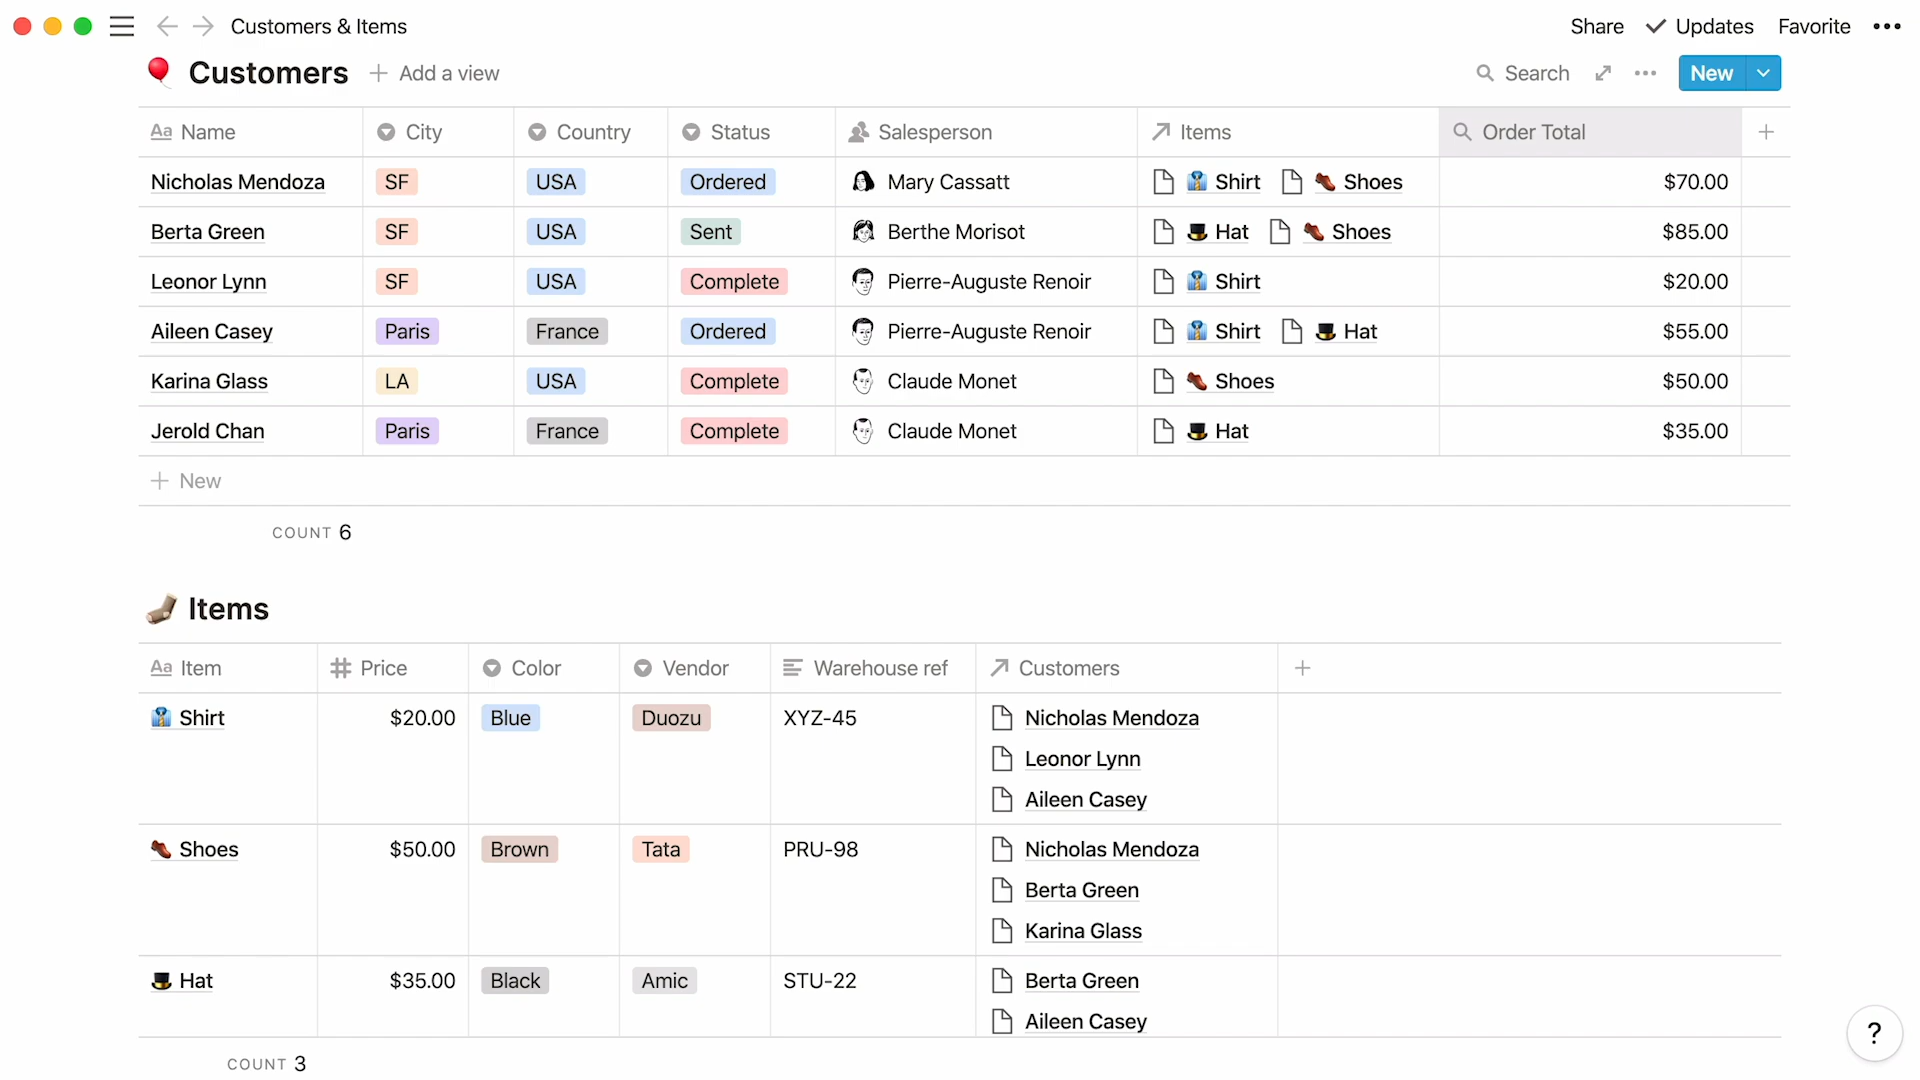 Customers & Items Share Updates Favorite
Customers + Add a view Search New
Aa Name City Country Status Salesperson Items Order Total +
Nicholas Mendoza SF USA Ordered Mary Cassatt Shirt Shoes $70.00
Berta Green SF USA Sent Berthe Morisot Hat Shoes $85.00
Leonor Lynn SF USA Complete Pierre-Auguste Renoir Shirt $20.00
Aileen Casey Paris France Ordered Pierre-Auguste Renoir Shirt Hat $55.00
Karina Glass LA USA Complete Claude Monet Shoes $50.00
Jerold Chan Paris France Complete Claude Monet Hat $35.00
+ New
COUNT 6
Items
Aa Item # Price Color Vendor Warehouse ref Customers +
Shirt $20.00 Blue Duozu XYZ-45 Nicholas Mendoza
Leonor Lynn
Aileen Casey
Shoes $50.00 Brown Tata PRU-98 Nicholas Mendoza
Berta Green
Karina Glass
Hat $35.00 Black Amic STU-22 Berta Green
Aileen Casey
?
COUNT 3